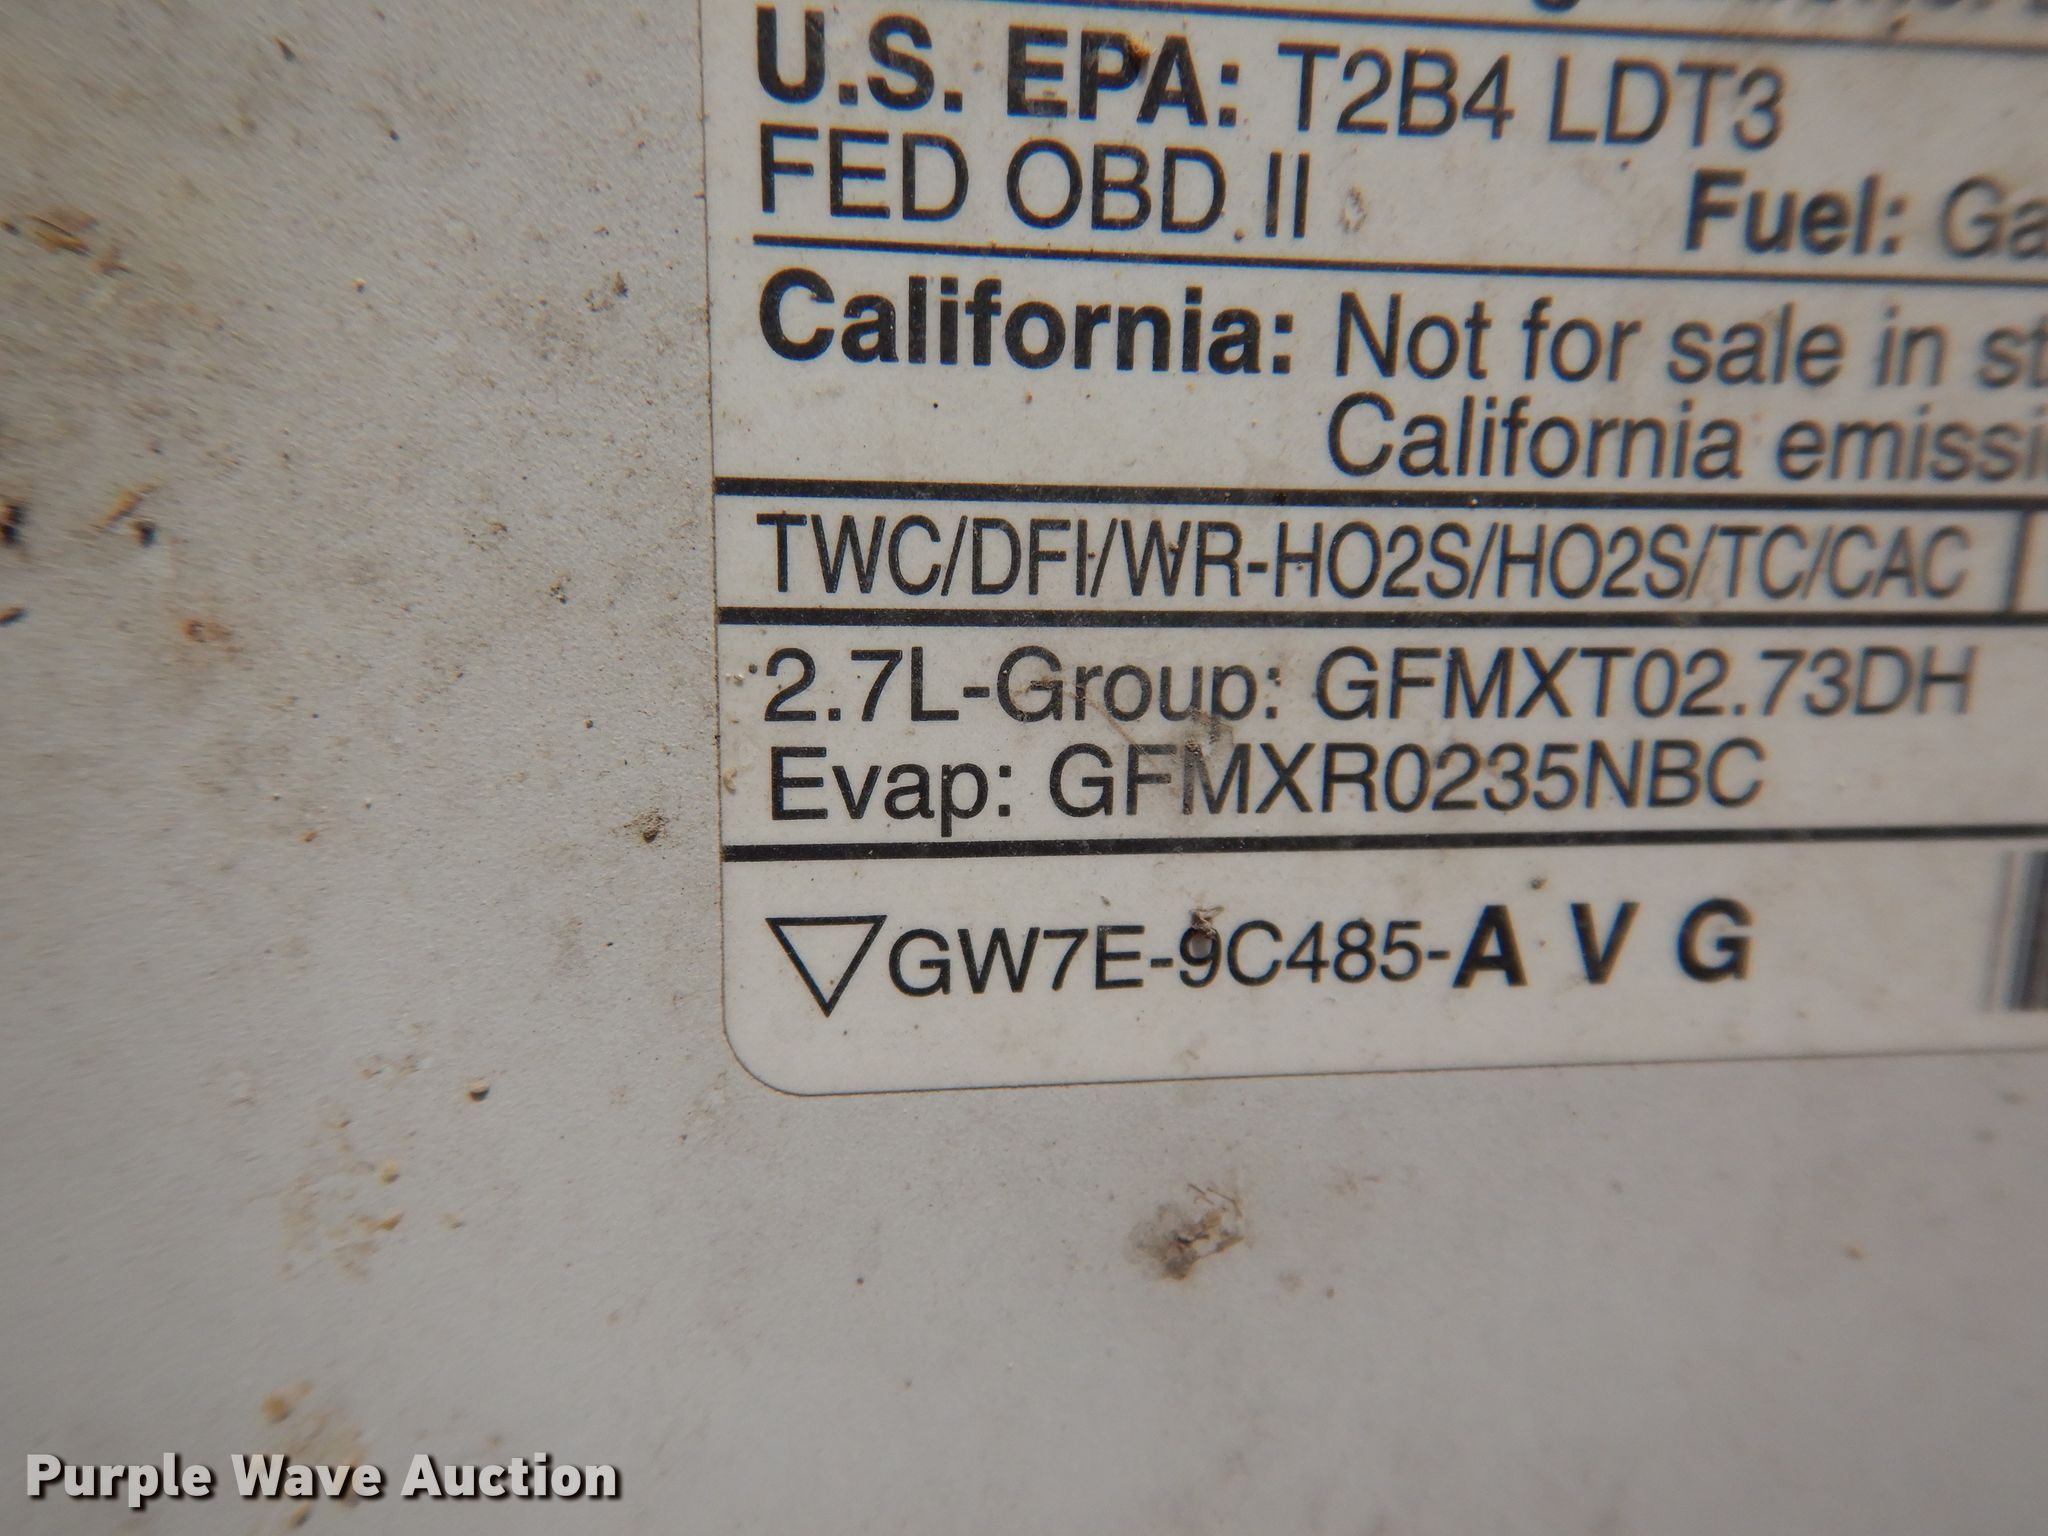 U.S. EPA: T2B4 LDT3
FED OBD II Fuel: Ga
California: Not for sale in st
California emissi
TWC/DFI/WR-HO2S/HO2S/TC/CAC
2.7L-Group: GFMXT02.73DH
Evap: GFMXR0235NBC
GW7E-9C485-A V G
Purple Wave Auction